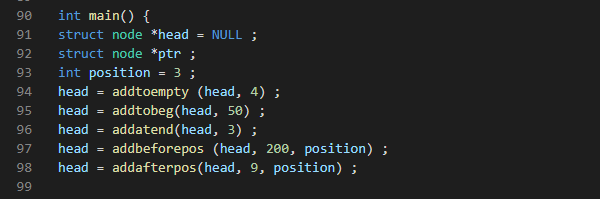 90 int main() {
91 struct node *head = NULL ;
92 struct node *ptr ;
93 int position = 3 ;
94 head = addtoempty (head, 4) ;
95 head = addtobeg(head, 50) ;
96 head = addatend(head, 3) ;
97 head = addbeforepos (head, 200, position) ;
98 head = addafterpos(head, 9, position) ;
99